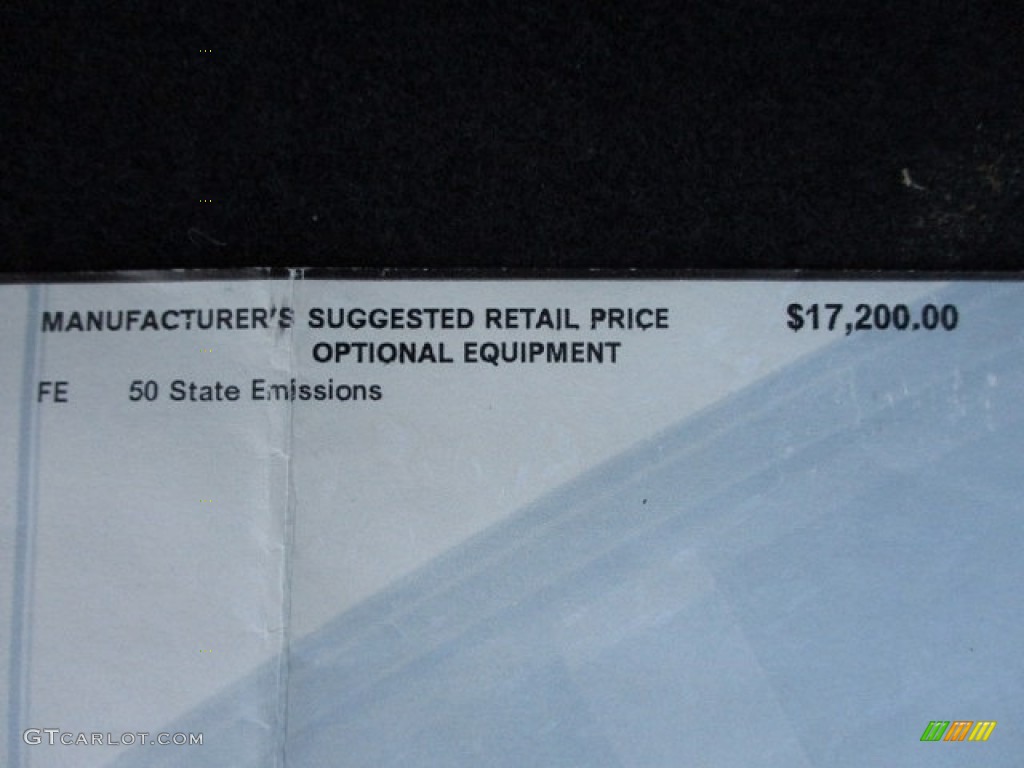 MANUFACTURER'S SUGGESTED RETAIL PRICE $17,200.00
OPTIONAL EQUIPMENT
FE 50 State Emissions
GTCARLOT.COM